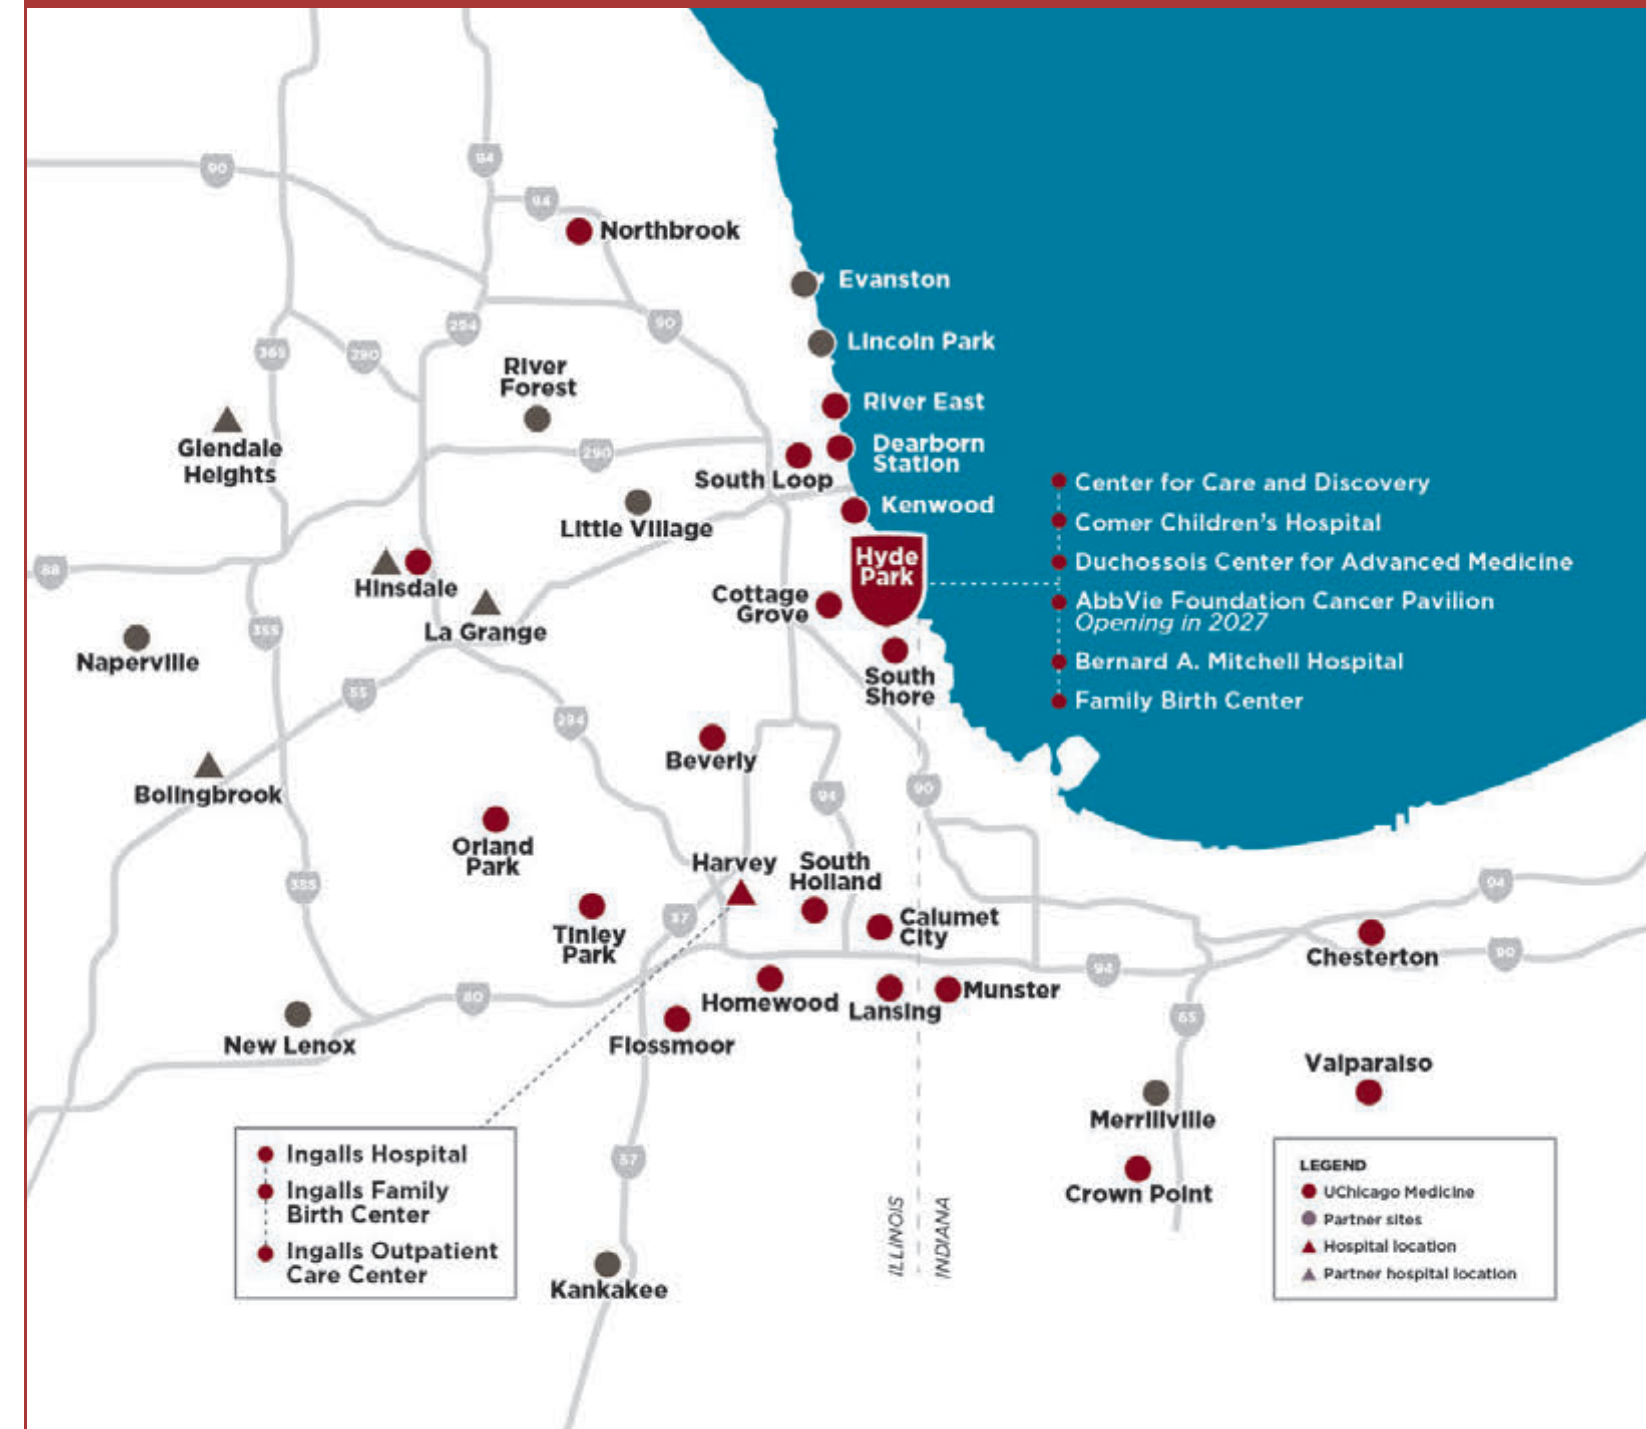 90
94
94
Northbrook
Evanston
294
90
365
290
Lincoln Park
River
Forest
River East
Glendale
Heights
290
Dearborn
Station
South Loop
Kenwood
Little Village
Center for Care and Discovery
Comer Children's Hospital
Duchossois Center for Advanced Medicine
AbbVie Foundation Cancer Pavilion
Opening in 2027
Bernard A. Mitchell Hospital
Family Birth Center
Hyde
Park
88
Hinsdale
Cottage
Grove
La Grange
355
Naperville
South
Shore
55
294
Beverly
Bolingbrook
94
90
Orland
Park
Harvey
South
Holland
355
94
Tinley
Park
57
Calumet
City
Chesterton
90
94
80
Homewood
Lansing
Munster
New Lenox
Flossmoor
65
Valparaiso
Merrillville
Crown Point
57
Kankakee
Ingalls Hospital
Ingalls Family
Birth Center
Ingalls Outpatient
Care Center
ILLINOIS
INDIANA
LEGEND
UChicago Medicine
Partner sites
Hospital location
Partner hospital location